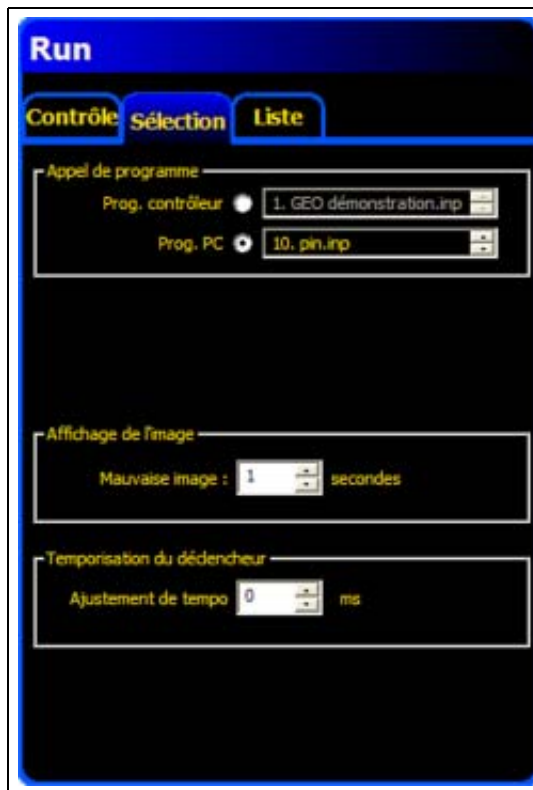 Run
Contrôle Sélection Liste
Appel de programme
Prog. contrôleur 1. GEO démonstration.inp
Prog. PC 10. pin.inp
Affichage de l'image
Mauvaise image : 1 secondes
Temporisation du déclencheur
Ajustement de tempo 0 ms